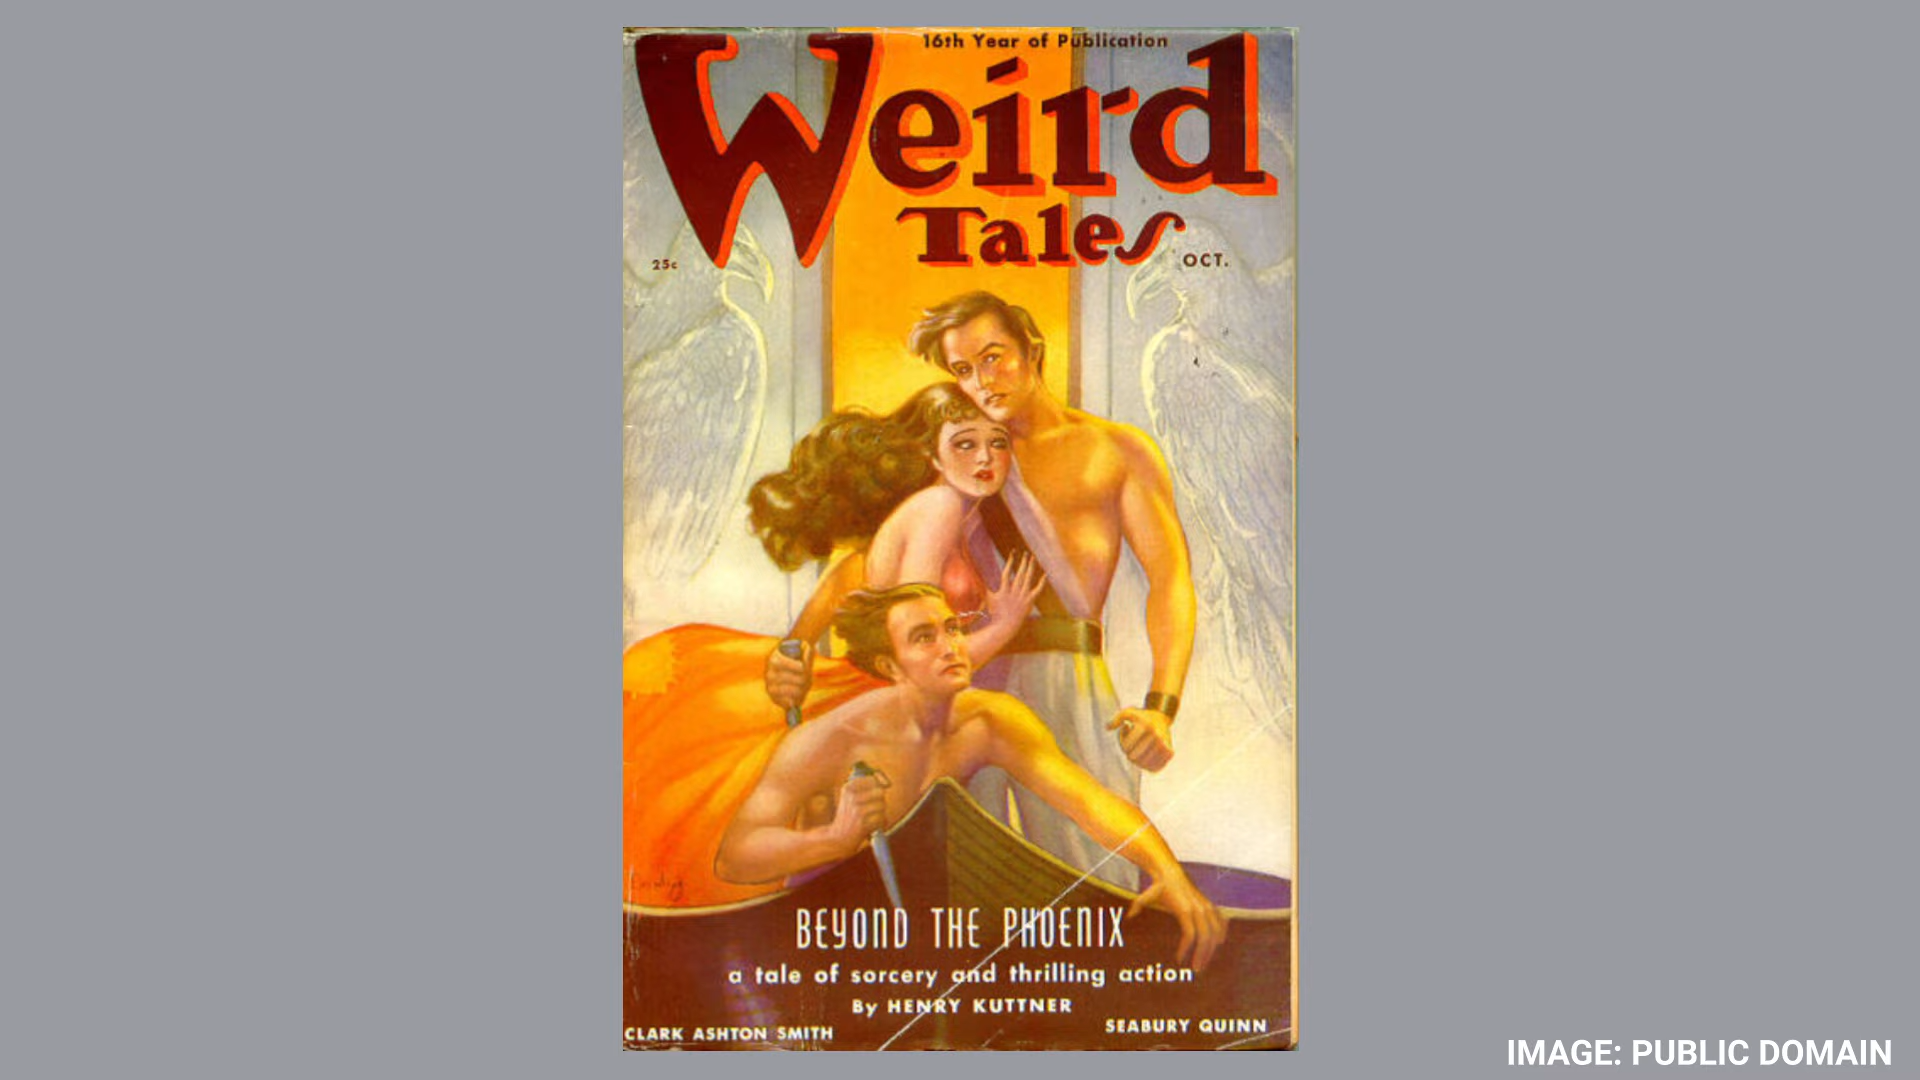 16th Year of Publication
Weird
Tales
25c
OCT.
BEYOND THE PHOENIX
a tale of sorcery and thrilling action
By HENRY KUTTNER
CLARK ASHTON SMITH
SEABURY QUINN
IMAGE: PUBLIC DOMAIN